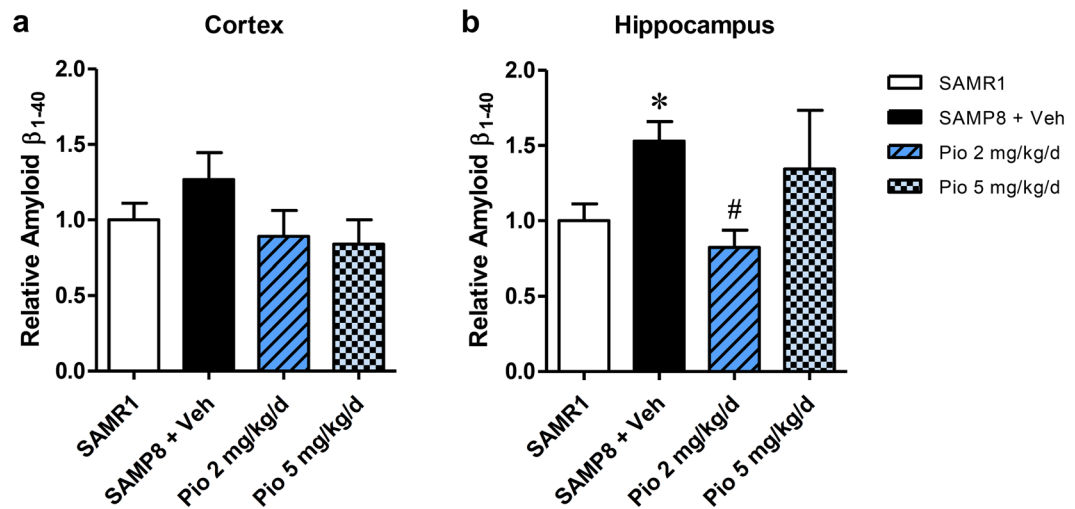 a
Cortex
Relative Amyloid β1-40
2.0
1.5
1.0
0.5
0.0
SAMR1
SAMP8 + Veh
Pio 2 mg/kg/d
Pio 5 mg/kg/d
b
Hippocampus
Relative Amyloid β1-40
2.0
1.5
1.0
0.5
0.0
*
#
SAMR1
SAMP8 + Veh
Pio 2 mg/kg/d
Pio 5 mg/kg/d
SAMR1
SAMP8 + Veh
Pio 2 mg/kg/d
Pio 5 mg/kg/d